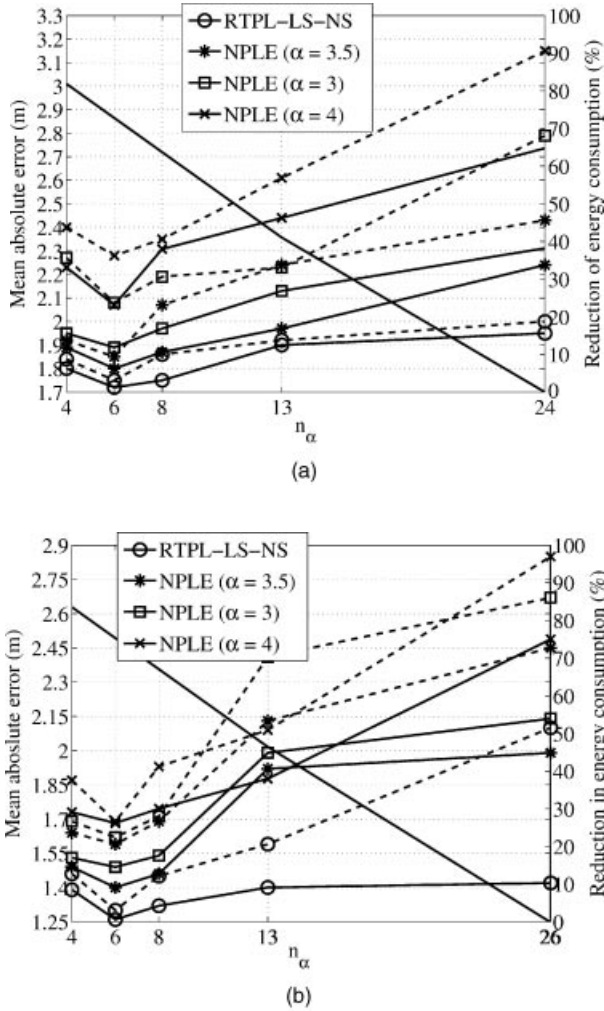 3.3
3.2
3.1
3
2.9
2.8
2.7
2.6
2.5
2.4
2.3
2.2
2.1
2
1.9
1.8
1.7
Mean absolute error (m)
RTPL-LS-NS
NPLE (α = 3.5)
NPLE (α = 3)
NPLE (α = 4)
100
90
80
70
60
50
40
30
20
10
0
Reduction of energy consumption (%)
4 6 8 13 24
nα
(a)
2.9
2.75
2.6
2.45
2.3
2.15
2
1.85
1.7
1.55
1.4
1.25
Mean aboslute error (m)
RTPL-LS-NS
NPLE (α = 3.5)
NPLE (α = 3)
NPLE (α = 4)
100
90
80
70
60
50
40
30
20
10
0
Reduction in energy consumption (%)
4 6 8 13 26
nα
(b)